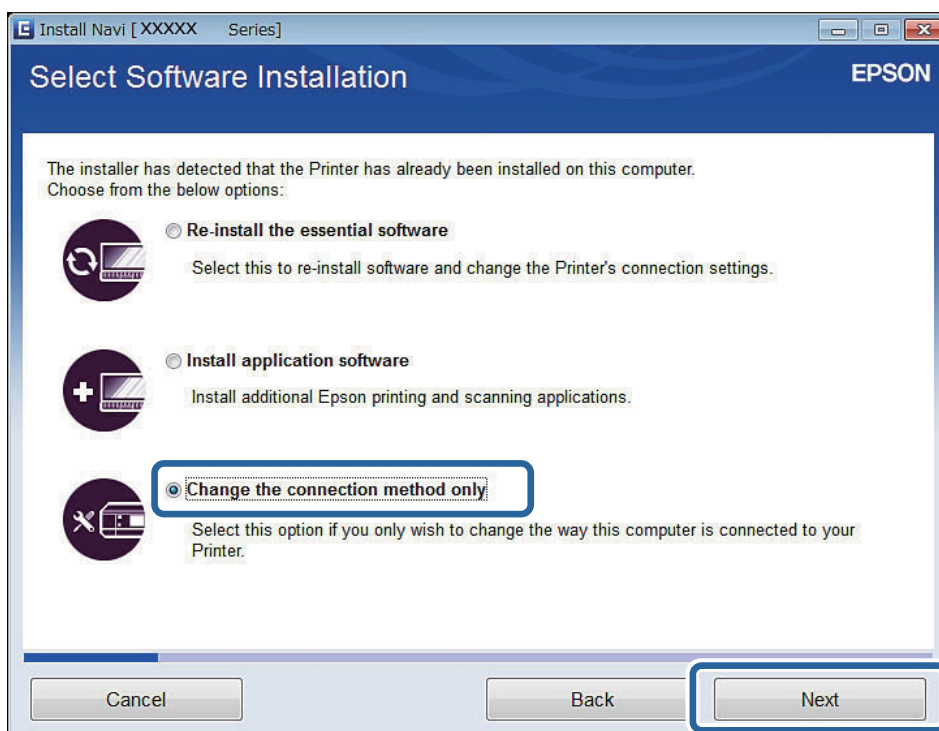 Install Navi [ XXXXX Series]
Select Software Installation
EPSON
The installer has detected that the Printer has already been installed on this computer.
Choose from the below options:
Re-install the essential software
Select this to re-install software and change the Printer's connection settings.
Install application software
Install additional Epson printing and scanning applications.
Change the connection method only
Select this option if you only wish to change the way this computer is connected to your
Printer.
Cancel
Back
Next